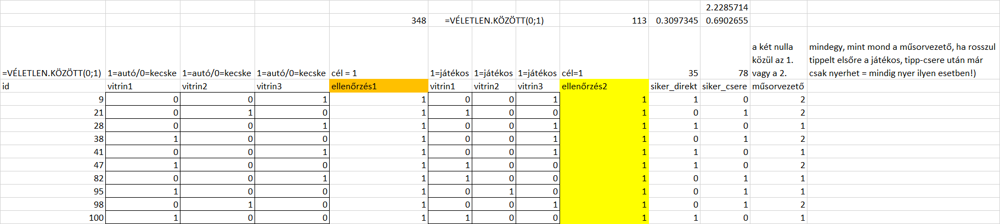 2.2285714
348 =VÉLETLEN.KÖZÖTT(0;1) 113 0.3097345 0.6902655
=VÉLETLEN.KÖZÖTT(0;1) 1=autó/0=kecske 1=autó/0=kecske 1=autó/0=kecske cél = 1 1=játékos 1=játékos 1=játékos cél=1 35 78
a két nulla
közül az 1.
vagy a 2.
mindegy, mint mond a műsorvezető, ha rosszul
tippelt elsőre a játékos, tipp-csere után már
csak nyerhet = mindig nyer ilyen esetben!)
id vitrin1 vitrin2 vitrin3 ellenőrzés1 vitrin1 vitrin2 vitrin3 ellenőrzés2 siker_direkt siker_csere műsorvezető
9 0 0 1 1 0 0 1 1 1 0 2
21 0 1 0 1 1 0 0 1 0 1 2
28 0 0 1 1 0 0 1 1 1 0 1
38 1 0 0 1 0 0 1 1 0 1 2
41 0 0 1 1 0 0 1 1 1 0 1
47 1 0 0 1 1 0 0 1 1 0 2
82 0 0 1 1 1 0 0 1 0 1 1
95 1 0 0 1 0 1 0 1 0 1 1
98 0 1 0 1 0 0 1 1 0 1 2
100 1 0 0 1 1 0 0 1 1 0 1